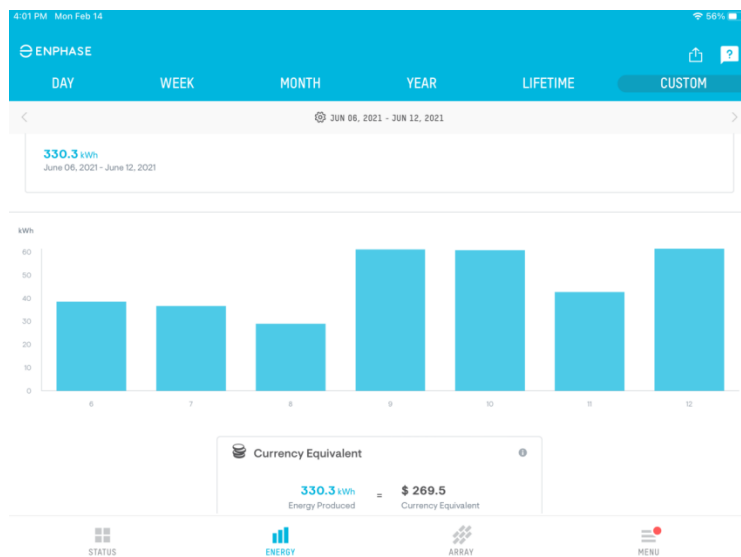 4:01 PM Mon Feb 14 56%
ENPHASE
?
DAY WEEK MONTH YEAR LIFETIME CUSTOM
JUN 06, 2021 - JUN 12, 2021
330.3 kWh
June 06, 2021 - June 12, 2021
kWh
60
50
40
30
20
10
0
6 7 8 9 10 11 12
Currency Equivalent
330.3 kWh = $ 269.5
Energy Produced Currency Equivalent
STATUS ENERGY ARRAY MENU